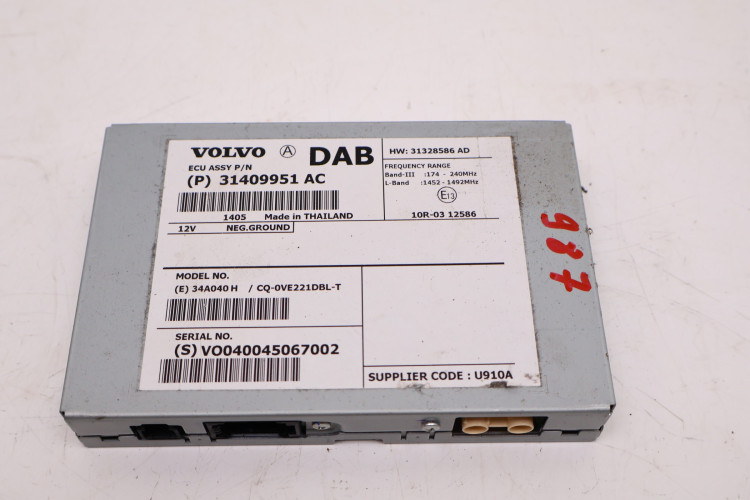 VOLVO A DAB
ECU ASSY P/N
(P) 31409951 AC
1405 Made in THAILAND
12V NEG.GROUND
HW: 31328586 AD
FREQUENCY RANGE
Band-III :174 - 240MHz
L-Band :1452-1492MHz
E13
10R-03 12586
MODEL NO.
(E) 34A040H / CQ-0VE221DBL-T
SERIAL NO.
(S) VO040045067002
SUPPLIER CODE : U910A
987